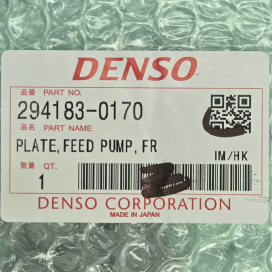 DENSO
品番 PART NO.
294183-0170
品名 PART NAME
PLATE,FEED PUMP,FR
IM/HK
数量 QT.
1
DENSO CORPORATION
MADE IN JAPAN